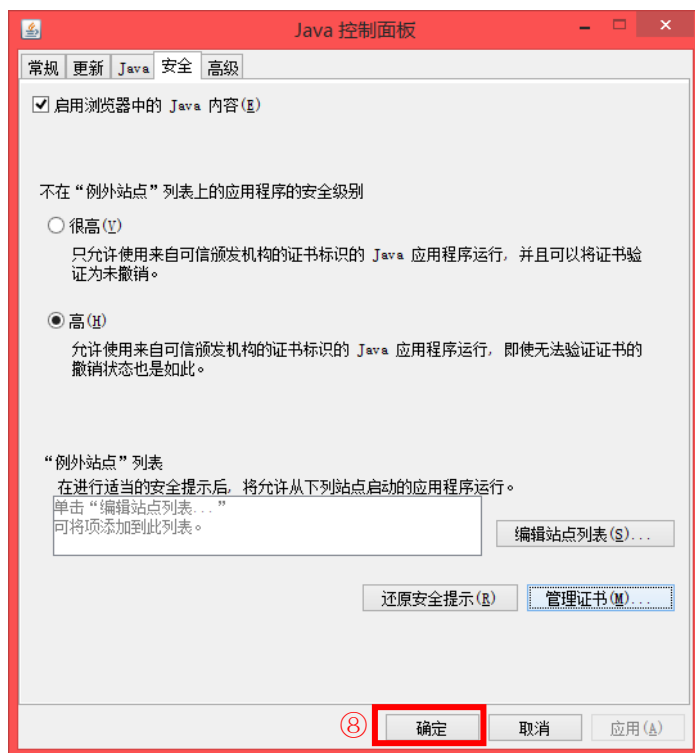 Java 控制面板
常规 更新 Java 安全 高级
启用浏览器中的 Java 内容(E)
不在“例外站点”列表上的应用程序的安全级别
很高(V)
只允许使用来自可信颁发机构的证书标识的 Java 应用程序运行, 并且可以将证书验
证为未撤销。
高(H)
允许使用来自可信颁发机构的证书标识的 Java 应用程序运行, 即使无法验证证书的
撤销状态也是如此。
“例外站点”列表
在进行适当的安全提示后, 将允许从下列站点启动的应用程序运行。
单击“编辑站点列表...”
可将项添加到此列表。
编辑站点列表(S)...
还原安全提示(R) 管理证书(M)...
⑧ 确定 取消 应用(A)